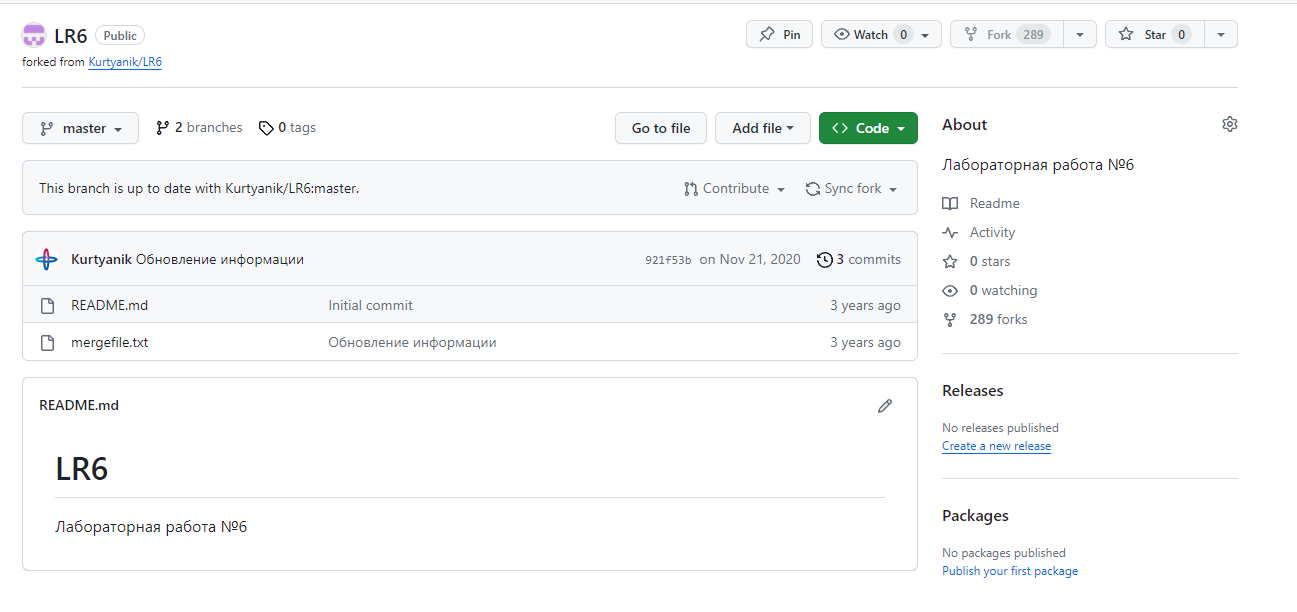 LR6 Public Pin Watch 0 Fork 289 Star 0
forked from Kurtyanik/LR6
master 2 branches 0 tags Go to file Add file Code
This branch is up to date with Kurtyanik/LR6:master. Contribute Sync fork
Kurtyanik Обновление информации 921f53b on Nov 21, 2020 3 commits
README.md Initial commit 3 years ago
mergefile.txt Обновление информации 3 years ago
README.md
LR6
Лабораторная работа №6
About
Лабораторная работа №6
Readme
Activity
0 stars
0 watching
289 forks
Releases
No releases published
Create a new release
Packages
No packages published
Publish your first package